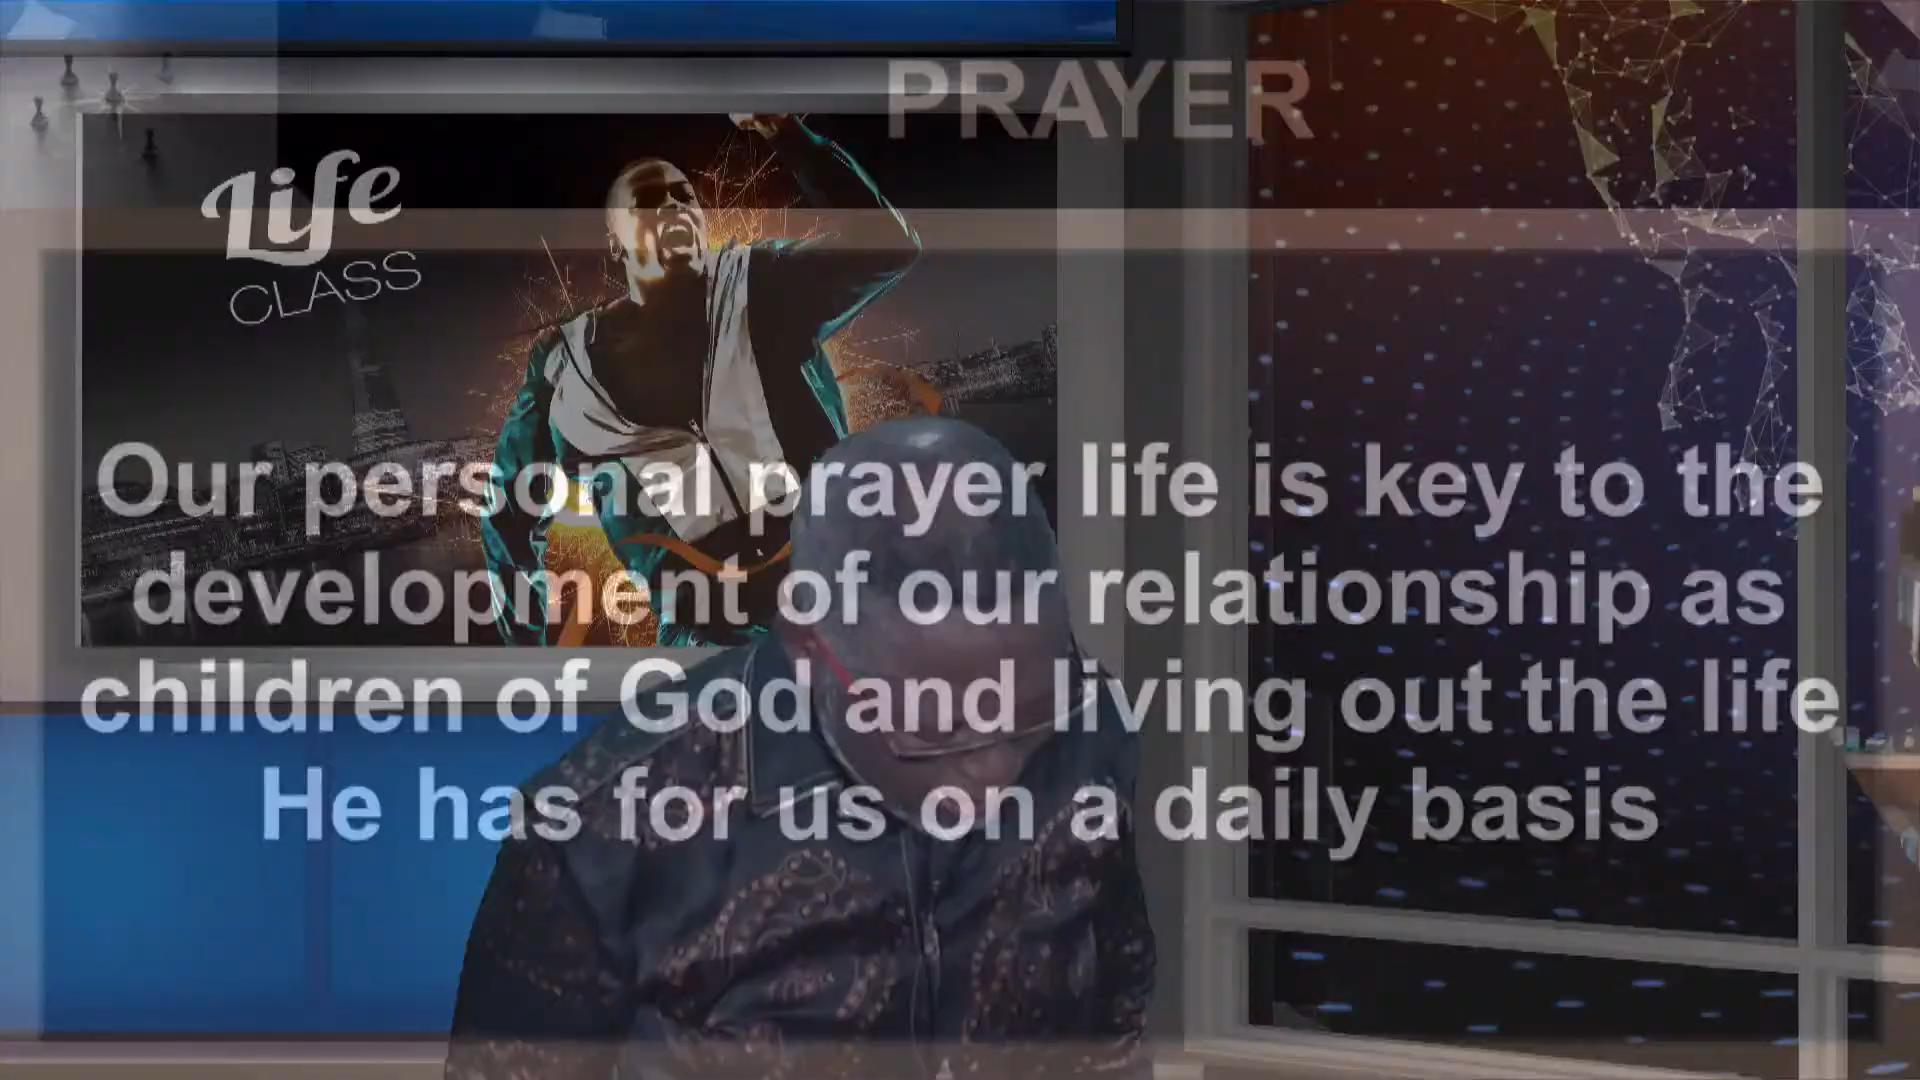 PRAYER
Life
CLASS
Our personal prayer life is key to the
development of our relationship as
children of God and living out the life
He has for us on a daily basis